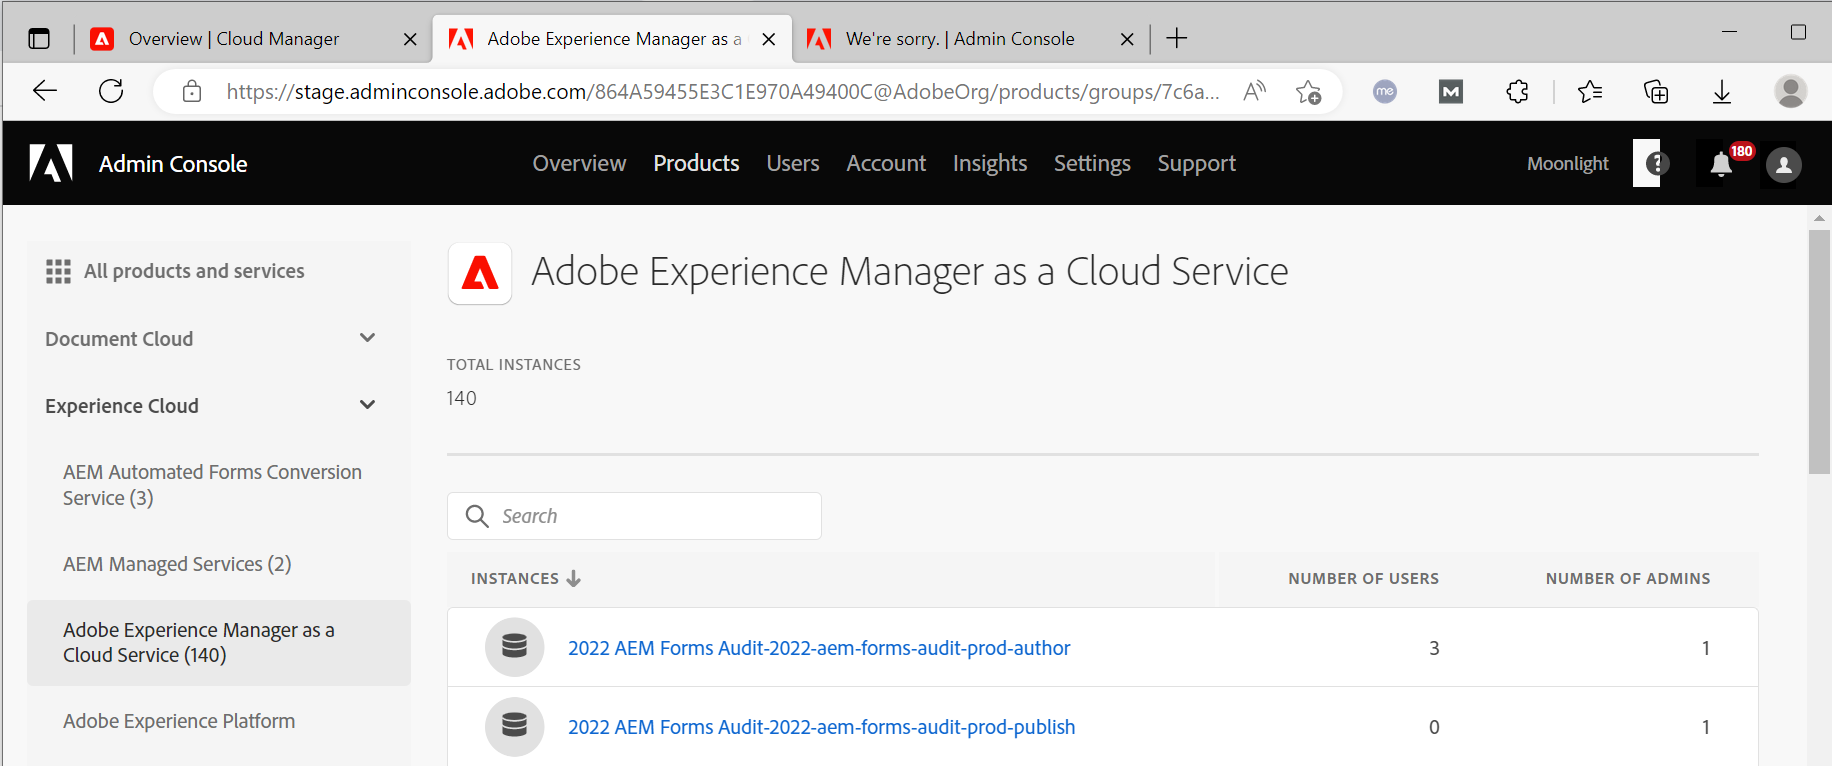 Overview | Cloud Manager
Adobe Experience Manager as a
We're sorry. | Admin Console
https://stage.adminconsole.adobe.com/864A59455E3C1E970A49400C@AdobeOrg/products/groups/7c6a...
me
M
Admin Console
Overview
Products
Users
Account
Insights
Settings
Support
Moonlight
?
180
All products and services
Document Cloud
Experience Cloud
AEM Automated Forms Conversion
Service (3)
AEM Managed Services (2)
Adobe Experience Manager as a
Cloud Service (140)
Adobe Experience Platform
Adobe Experience Manager as a Cloud Service
TOTAL INSTANCES
140
Search
INSTANCES NUMBER OF USERS NUMBER OF ADMINS
2022 AEM Forms Audit-2022-aem-forms-audit-prod-author 3 1
2022 AEM Forms Audit-2022-aem-forms-audit-prod-publish 0 1